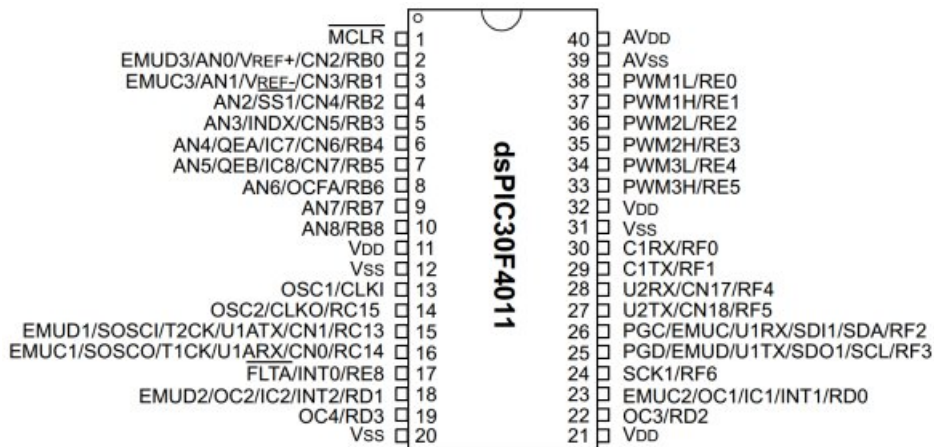 MCLR 1
EMUD3/AN0/VREF+/CN2/RB0 2
EMUC3/AN1/VREF-/CN3/RB1 3
AN2/SS1/CN4/RB2 4
AN3/INDX/CN5/RB3 5
AN4/QEA/IC7/CN6/RB4 6
AN5/QEB/IC8/CN7/RB5 7
AN6/OCFA/RB6 8
AN7/RB7 9
AN8/RB8 10
VDD 11
VSS 12
OSC1/CLKI 13
OSC2/CLKO/RC15 14
EMUD1/SOSCI/T2CK/U1ATX/CN1/RC13 15
EMUC1/SOSCO/T1CK/U1ARX/CN0/RC14 16
FLTA/INT0/RE8 17
EMUD2/OC2/IC2/INT2/RD1 18
OC4/RD3 19
VSS 20
dsPIC30F4011
40 AVDD
39 AVSS
38 PWM1L/RE0
37 PWM1H/RE1
36 PWM2L/RE2
35 PWM2H/RE3
34 PWM3L/RE4
33 PWM3H/RE5
32 VDD
31 VSS
30 C1RX/RF0
29 C1TX/RF1
28 U2RX/CN17/RF4
27 U2TX/CN18/RF5
26 PGC/EMUC/U1RX/SDI1/SDA/RF2
25 PGD/EMUD/U1TX/SDO1/SCL/RF3
24 SCK1/RF6
23 EMUC2/OC1/IC1/INT1/RD0
22 OC3/RD2
21 VDD